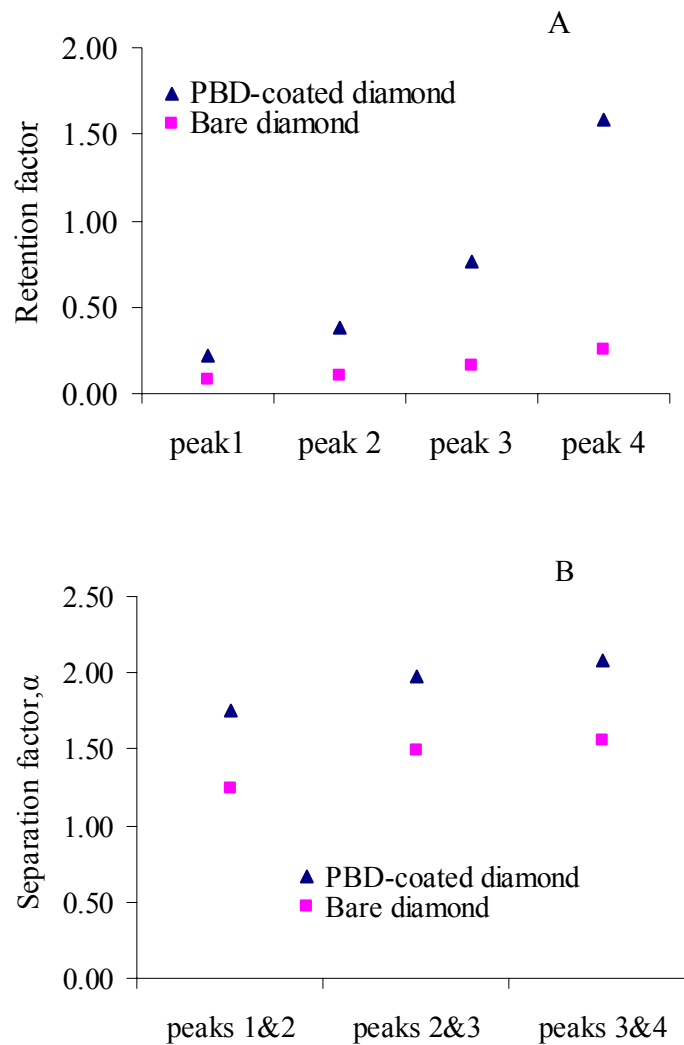 A
2.00
1.50
1.00
0.50
0.00
Retention factor
PBD-coated diamond
Bare diamond
peak1 peak 2 peak 3 peak 4
B
2.50
2.00
1.50
1.00
0.50
0.00
Separation factor,α
PBD-coated diamond
Bare diamond
peaks 1&2 peaks 2&3 peaks 3&4